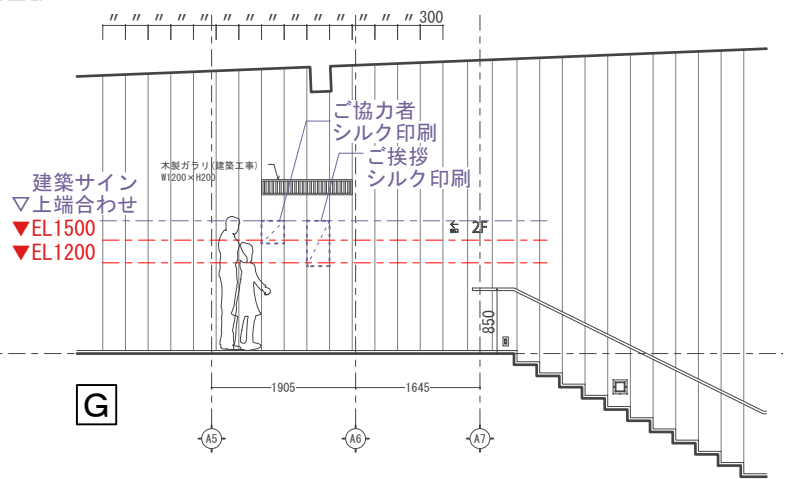 〃 〃 〃 〃 〃 〃 〃 〃 〃 〃 〃 〃 〃 〃 300
ご協力者
シルク印刷
ご挨拶
シルク印刷
木製ガラリ(建築工事)
W1200×H200
建築サイン
▽上端合わせ
▼EL1500
▼EL1200
2F
850
1905
1645
G
A5
A6
A7